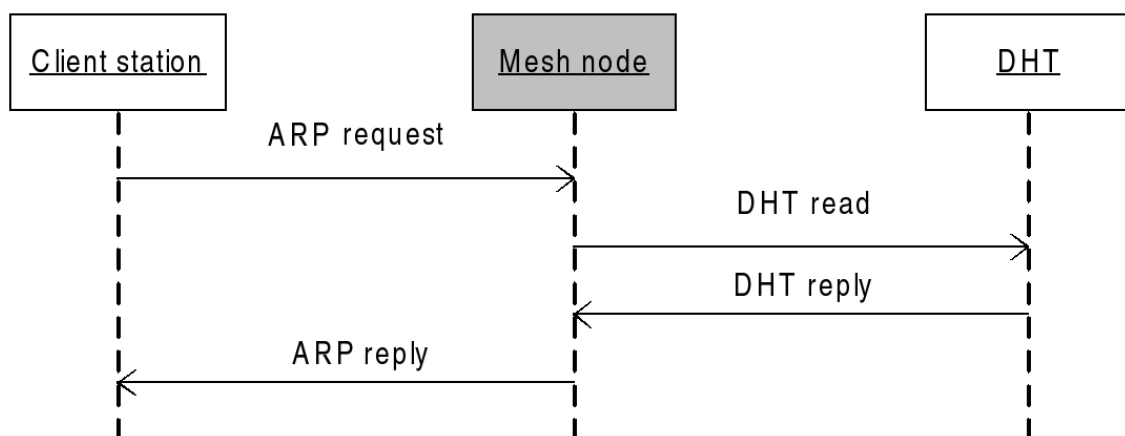 Client station
Mesh node
DHT
ARP request
DHT read
DHT reply
ARP reply